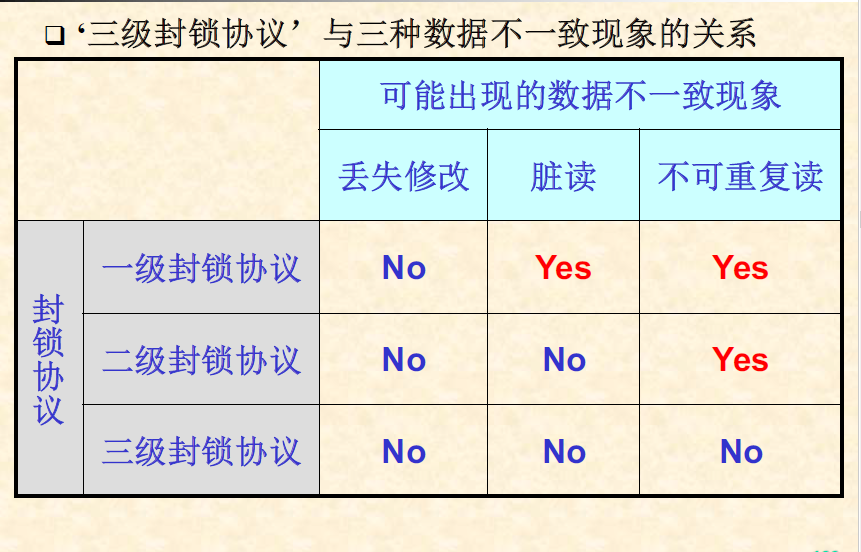 ‘三级封锁协议’与三种数据不一致现象的关系
可能出现的数据不一致现象
丢失修改 脏读 不可重复读
封锁协议
一级封锁协议 No Yes Yes
二级封锁协议 No No Yes
三级封锁协议 No No No